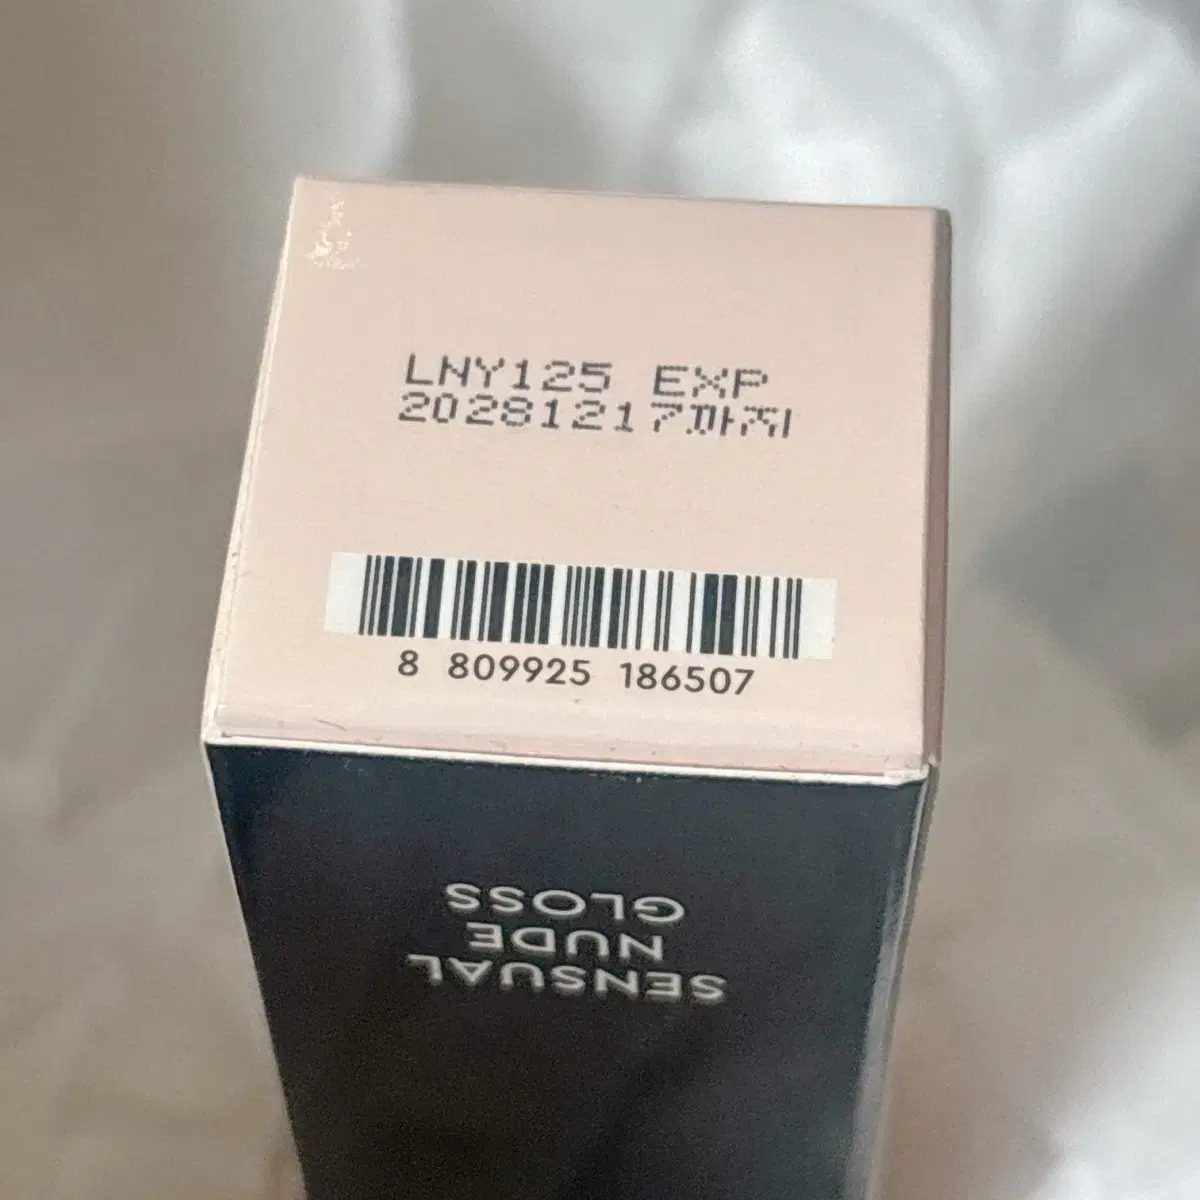 LNY125 EXP
20281217까지
8 809925 186507
SENSUAL
NUDE
GLOSS